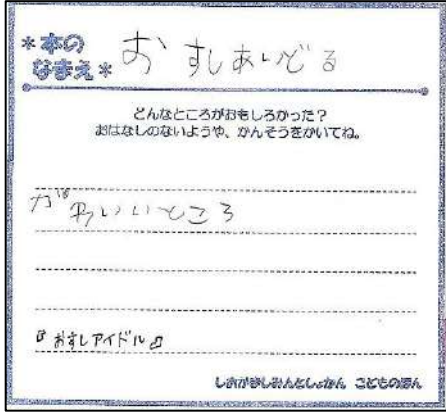 *本の
なまえ*
おすしあいどる
どんなところがおもしろかった?
おはなしのないようや、かんそうをかいてね。
いいところ
『おすしアイドル』
しおがましみんとしょかん こどものほん